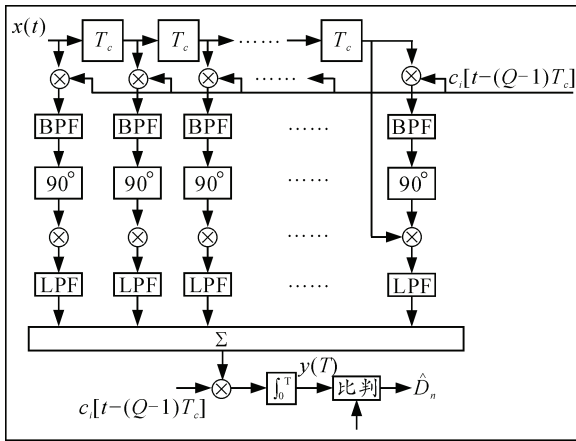 x(t) T_c T_c ...... T_c
⊗ ⊗ ⊗ ...... ⊗ c_i[t−(Q−1)T_c]
BPF BPF BPF ...... BPF
90° 90° 90° ...... 90°
⊗ ⊗ ⊗ ...... ⊗
LPF LPF LPF ...... LPF
Σ
⊗ ∫₀ᵀ y(T) 比判 D̂_n
c_i[t−(Q−1)T_c]